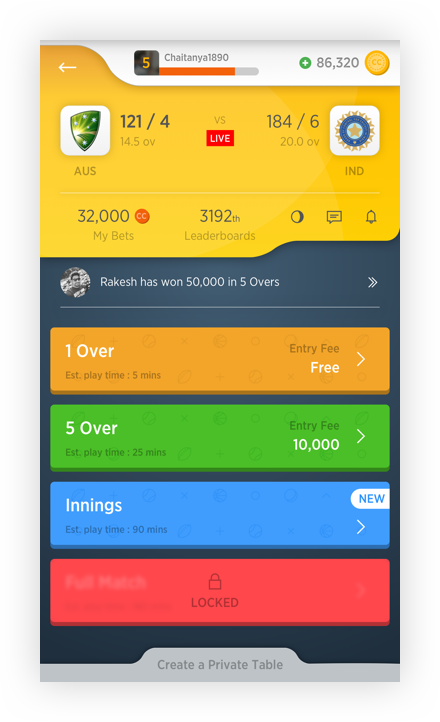 5 Chaitanya1890
86,320 CC
121 / 4 VS 184 / 6
14.5 ov LIVE 20.0 ov
AUS IND
32,000 CC 3192th
My Bets Leaderboards
Rakesh has won 50,000 in 5 Overs
1 Over Entry Fee
Free
Est. play time : 5 mins
5 Over Entry Fee
10,000
Est. play time : 25 mins
Innings NEW
Est. play time : 90 mins
Full Match
LOCKED
Create a Private Table